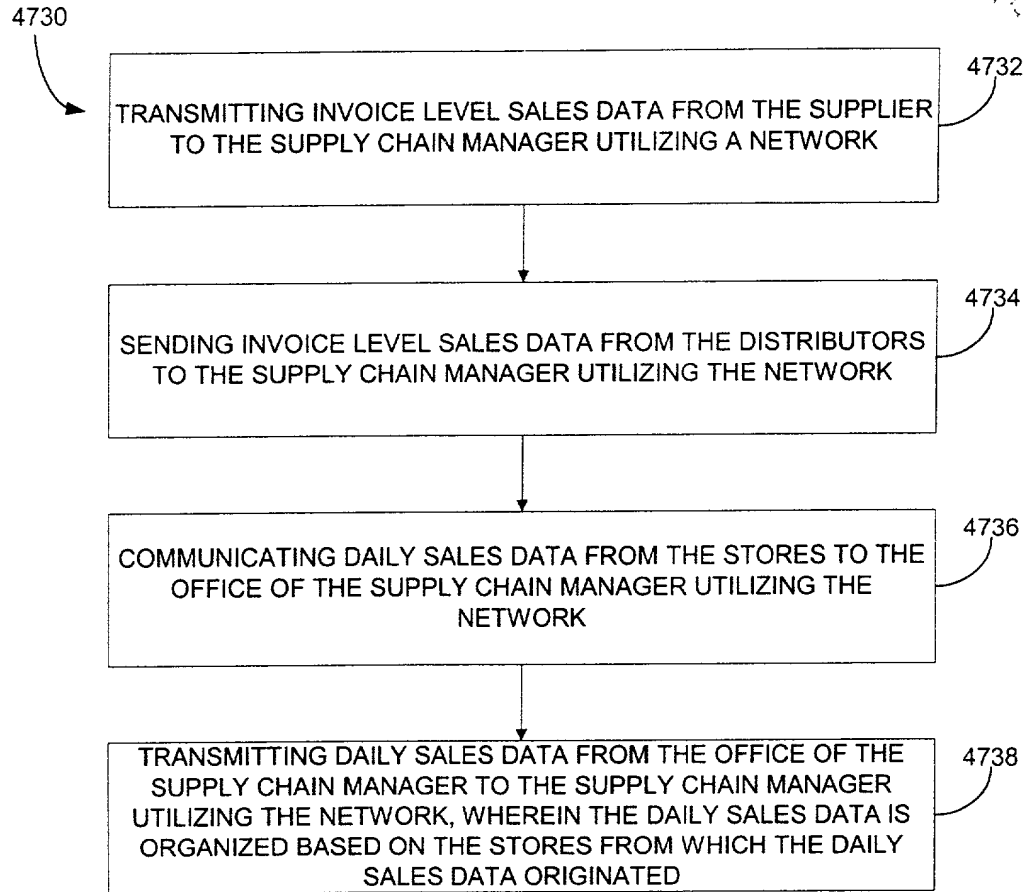 4730
4732
TRANSMITTING INVOICE LEVEL SALES DATA FROM THE SUPPLIER
TO THE SUPPLY CHAIN MANAGER UTILIZING A NETWORK
4734
SENDING INVOICE LEVEL SALES DATA FROM THE DISTRIBUTORS
TO THE SUPPLY CHAIN MANAGER UTILIZING THE NETWORK
4736
COMMUNICATING DAILY SALES DATA FROM THE STORES TO THE
OFFICE OF THE SUPPLY CHAIN MANAGER UTILIZING THE
NETWORK
4738
TRANSMITTING DAILY SALES DATA FROM THE OFFICE OF THE
SUPPLY CHAIN MANAGER TO THE SUPPLY CHAIN MANAGER
UTILIZING THE NETWORK, WHEREIN THE DAILY SALES DATA IS
ORGANIZED BASED ON THE STORES FROM WHICH THE DAILY
SALES DATA ORIGINATED